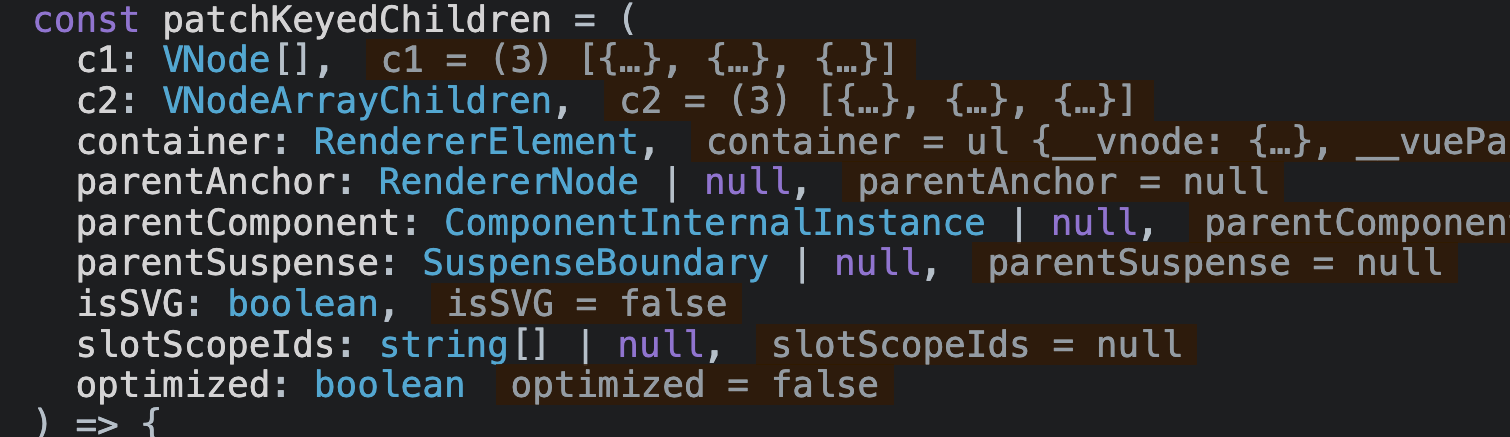 const patchKeyedChildren = (
c1: VNode[], c1 = (3) [{…}, {…}, {…}]
c2: VNodeArrayChildren, c2 = (3) [{…}, {…}, {…}]
container: RendererElement, container = ul {__vnode: {…}, __vuePa
parentAnchor: RendererNode | null, parentAnchor = null
parentComponent: ComponentInternalInstance | null, parentComponen
parentSuspense: SuspenseBoundary | null, parentSuspense = null
isSVG: boolean, isSVG = false
slotScopeIds: string[] | null, slotScopeIds = null
optimized: boolean optimized = false
) => {